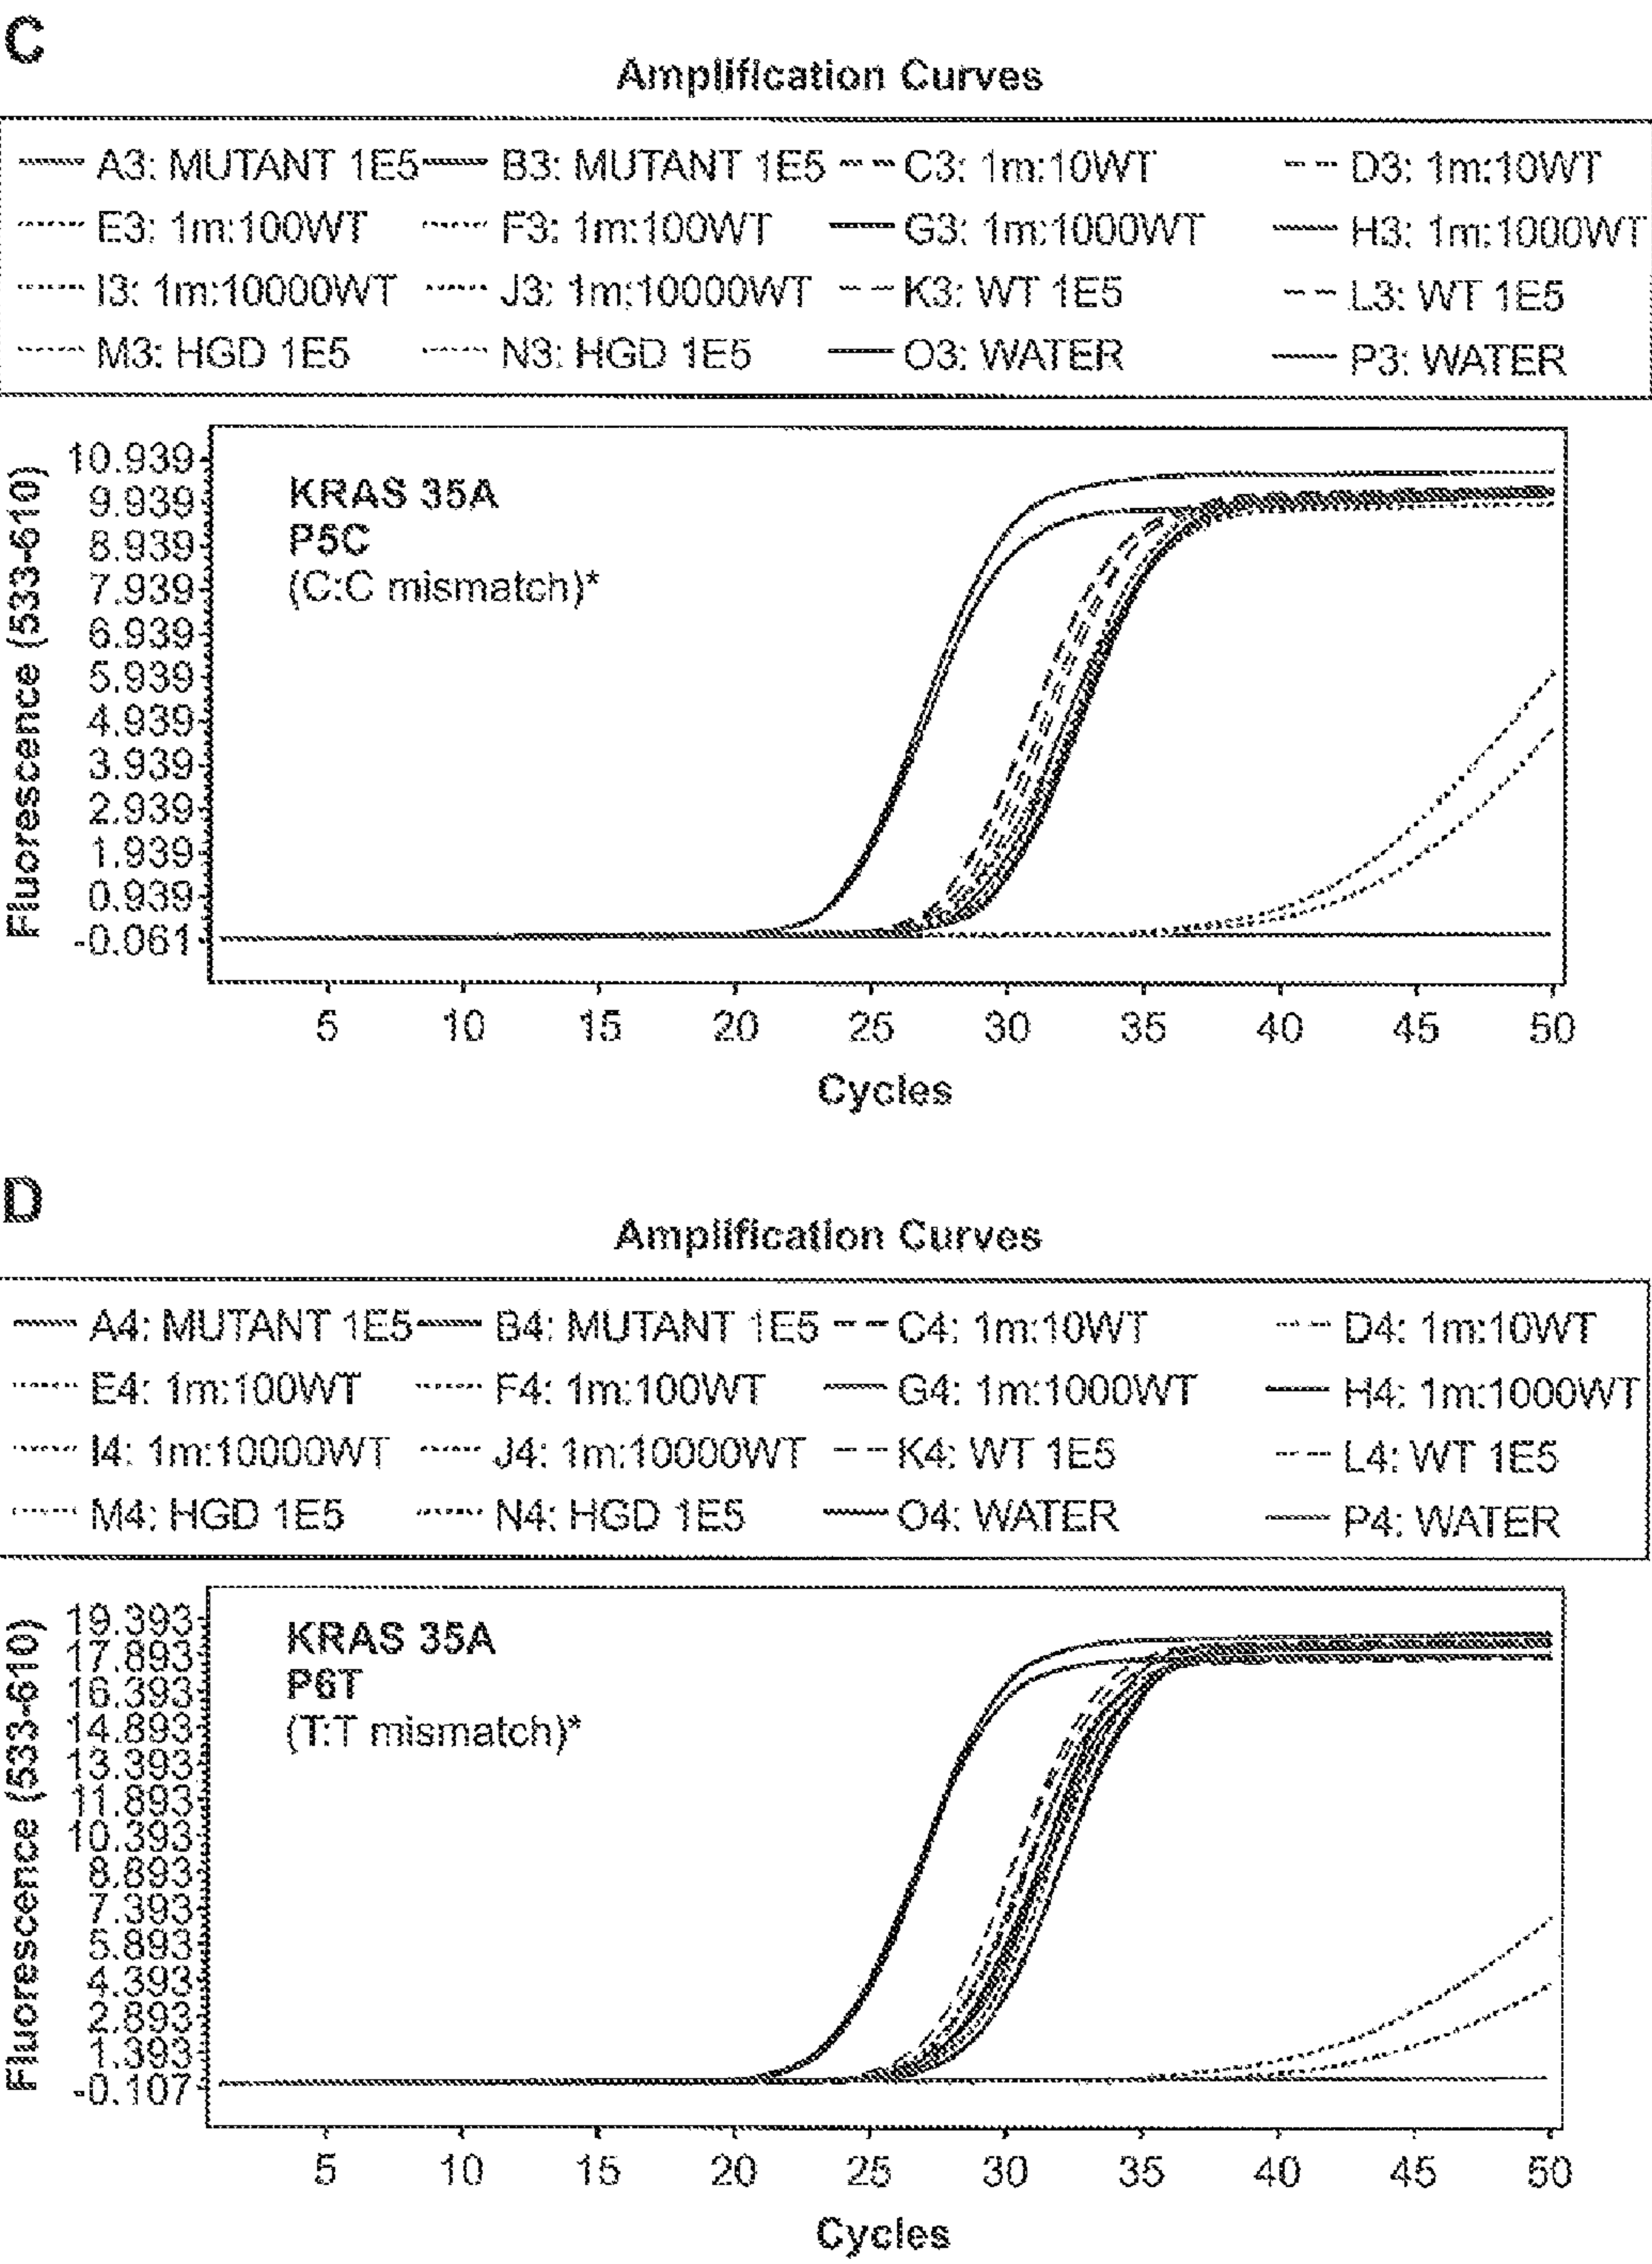 C
Amplification Curves
A3: MUTANT 1E5 B3: MUTANT 1E5 C3: 1m:10WT D3: 1m:10WT
E3: 1m:100WT F3: 1m:100WT G3: 1m:1000WT H3: 1m:1000WT
I3: 1m:10000WT J3: 1m:10000WT K3: WT 1E5 L3: WT 1E5
M3: HGD 1E5 N3: HGD 1E5 O3: WATER P3: WATER
Fluorescence (533-610)
10.939
9.939
8.939
7.939
6.939
5.939
4.939
3.939
2.939
1.939
0.939
-0.061
KRAS 35A
P5C
(C:C mismatch)*
5 10 15 20 25 30 35 40 45 50
Cycles
D
Amplification Curves
A4: MUTANT 1E5 B4: MUTANT 1E5 C4: 1m:10WT D4: 1m:10WT
E4: 1m:100WT F4: 1m:100WT G4: 1m:1000WT H4: 1m:1000WT
I4: 1m:10000WT J4: 1m:10000WT K4: WT 1E5 L4: WT 1E5
M4: HGD 1E5 N4: HGD 1E5 O4: WATER P4: WATER
Fluorescence (533-610)
19.393
17.893
16.393
14.893
13.393
11.893
10.393
8.893
7.393
5.893
4.393
2.893
1.393
-0.107
KRAS 35A
P6T
(T:T mismatch)*
5 10 15 20 25 30 35 40 45 50
Cycles